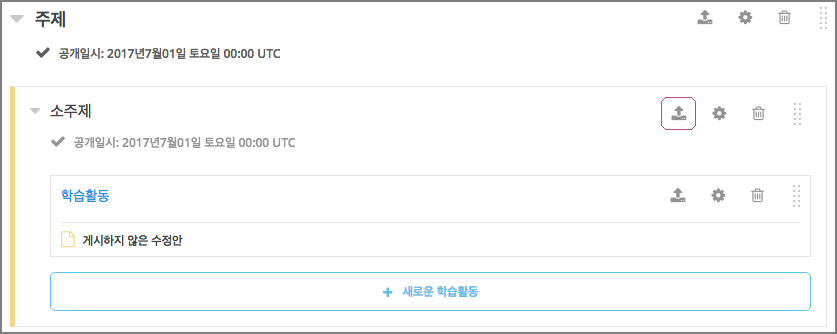 주제
공개일시: 2017년7월01일 토요일 00:00 UTC
소주제
공개일시: 2017년7월01일 토요일 00:00 UTC
학습활동
게시하지 않은 수정안
+ 새로운 학습활동